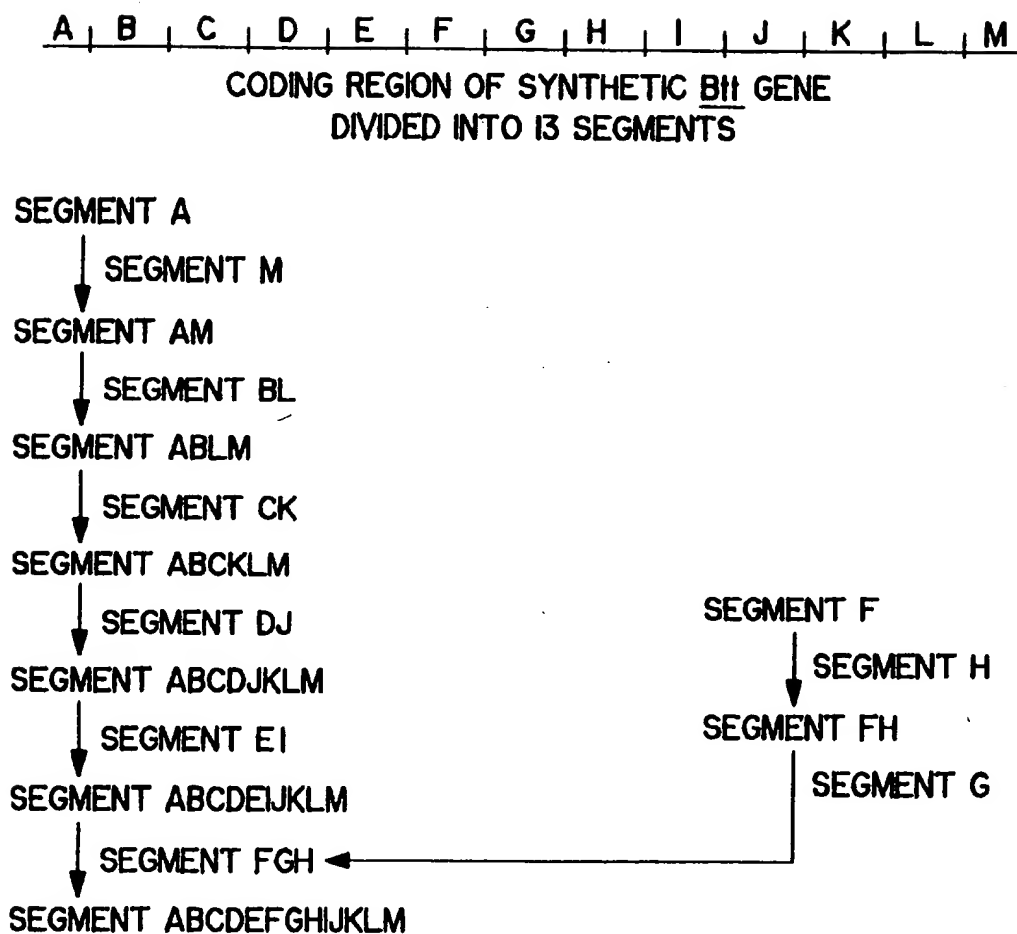 A B C D E F G H I J K L M
CODING REGION OF SYNTHETIC Btt GENE
DIVIDED INTO 13 SEGMENTS
SEGMENT A
SEGMENT M
SEGMENT AM
SEGMENT BL
SEGMENT ABLM
SEGMENT CK
SEGMENT ABCKLM
SEGMENT DJ
SEGMENT ABCDJKLM
SEGMENT EI
SEGMENT ABCDEIJKLM
SEGMENT F
SEGMENT H
SEGMENT FH
SEGMENT G
SEGMENT FGH
SEGMENT ABCDEFGHIJKLM